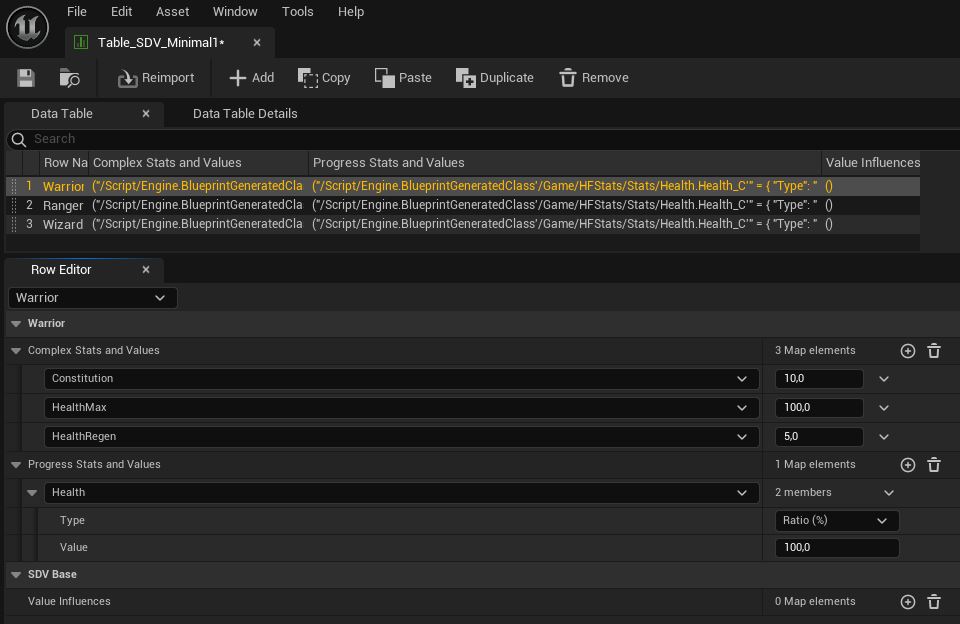 File Edit Asset Window Tools Help
Table_SDV_Minimal1*
Reimport Add Copy Paste Duplicate Remove
Data Table Data Table Details
Search
Row Na Complex Stats and Values Progress Stats and Values Value Influences
1 Warrior ("/Script/Engine.BlueprintGeneratedCla ("/Script/Engine.BlueprintGeneratedClass'/Game/HFStats/Stats/Health.Health_C'" = { "Type": " ()
2 Ranger ("/Script/Engine.BlueprintGeneratedCla ("/Script/Engine.BlueprintGeneratedClass'/Game/HFStats/Stats/Health.Health_C'" = { "Type": " ()
3 Wizard ("/Script/Engine.BlueprintGeneratedCla ("/Script/Engine.BlueprintGeneratedClass'/Game/HFStats/Stats/Health.Health_C'" = { "Type": " ()
Row Editor
Warrior
Warrior
Complex Stats and Values 3 Map elements
Constitution 10,0
HealthMax 100,0
HealthRegen 5,0
Progress Stats and Values 1 Map elements
Health 2 members
Type Ratio (%)
Value 100,0
SDV Base
Value Influences 0 Map elements